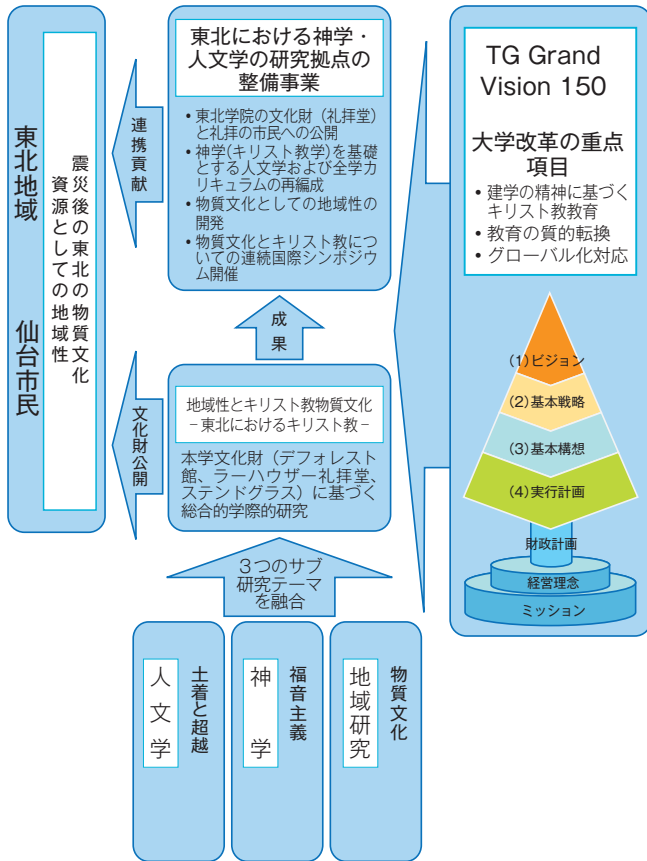 東北地域　仙台市民
震災後の東北の物質文化
資源としての地域性
連携貢献
文化財公開
東北における神学・
人文学の研究拠点の
整備事業
• 東北学院の文化財（礼拝堂）
と礼拝の市民への公開
• 神学(キリスト教学)を基礎
とする人文学および全学カ
リキュラムの再編成
• 物質文化としての地域性の
開発
• 物質文化とキリスト教につ
いての連続国際シンポジウ
ム開催
成果
地域性とキリスト教物質文化
−東北におけるキリスト教−
本学文化財（デフォレスト
館、ラーハウザー礼拝堂、
ステンドグラス）に基づく
総合的学際的研究
３つのサブ
研究テーマ
を融合
人文学
土着と超越
神学
福音主義
地域研究
物質文化
TG Grand
Vision 150
大学改革の重点
項目
• 建学の精神に基づく
キリスト教教育
• 教育の質的転換
• グローバル化対応
(1)ビジョン
(2)基本戦略
(3)基本構想
(4)実行計画
財政計画
経営理念
ミッション